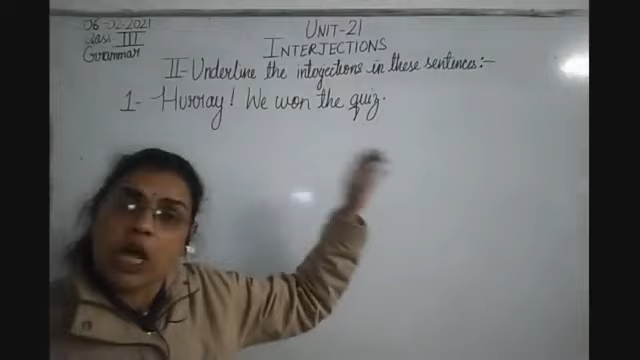 06-02-2021
Class III
Grammar
UNIT-21
INTERJECTIONS
II- Underline the interjections in these sentences:-
1- Hurray! We won the quiz.